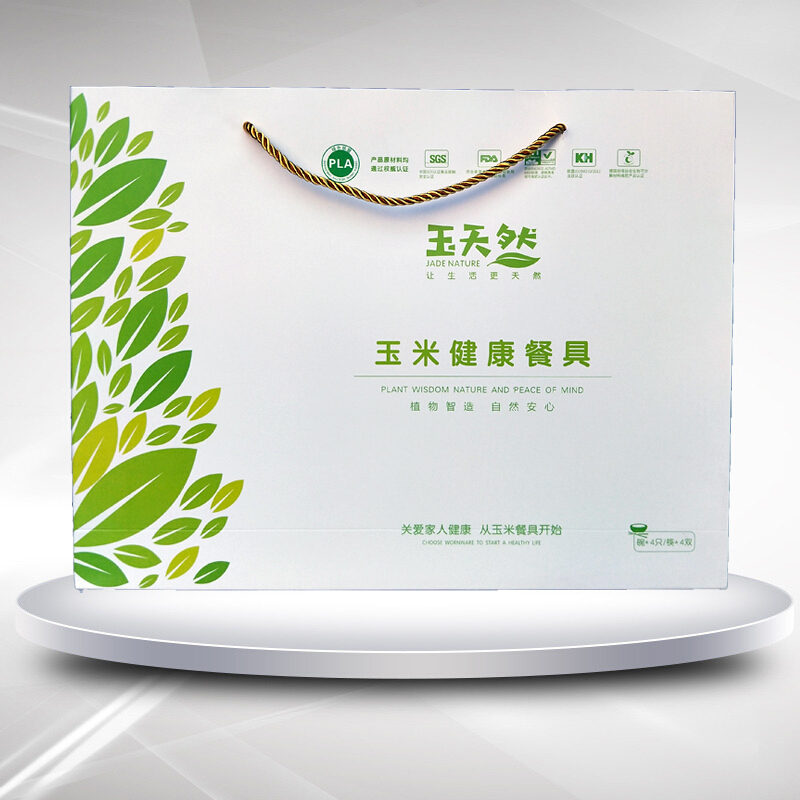 PLA
产品原材料均
通过权威认证
SGS
FDA
KH
玉天然
JADE NATURE
让生活更天然
玉米健康餐具
PLANT WISDOM NATURE AND PEACE OF MIND
植物智造 自然安心
关爱家人健康 从玉米餐具开始
CHOOSE WORNWARE TO START A HEALTHY LIFE
碗+4只/筷+4双